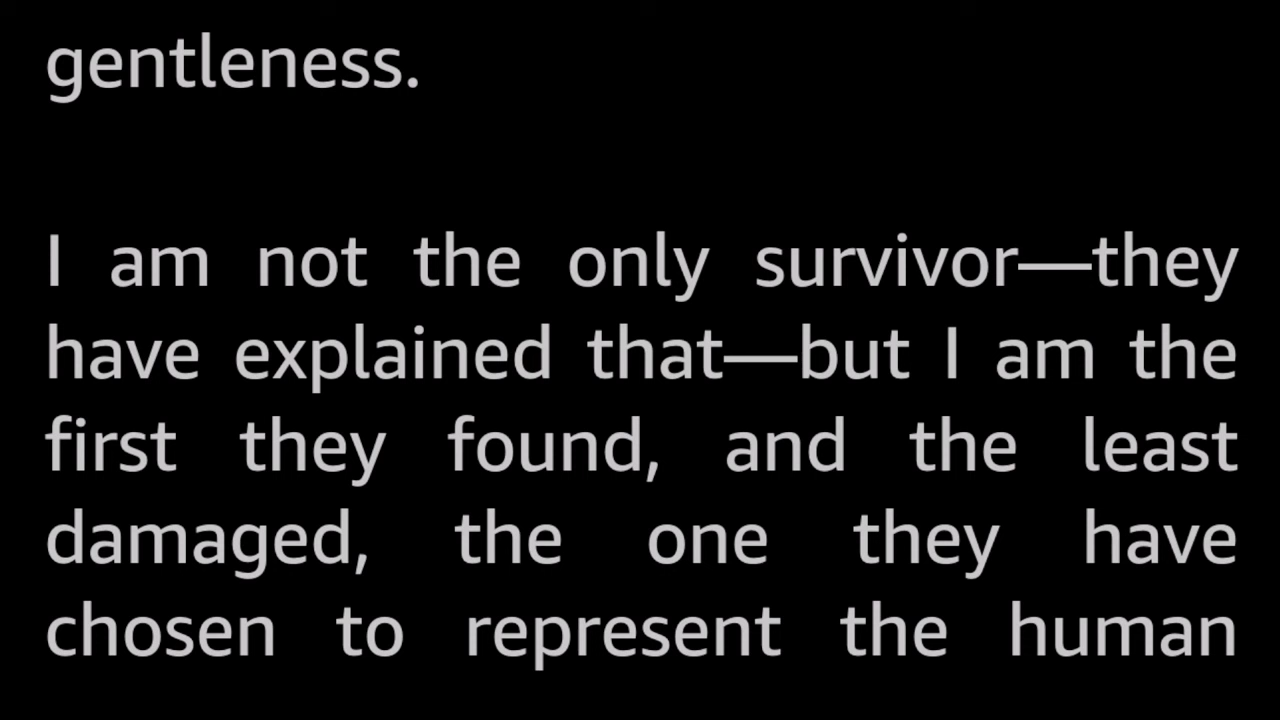 gentleness.
I am not the only survivor—they
have explained that—but I am the
first they found, and the least
damaged, the one they have
chosen to represent the human